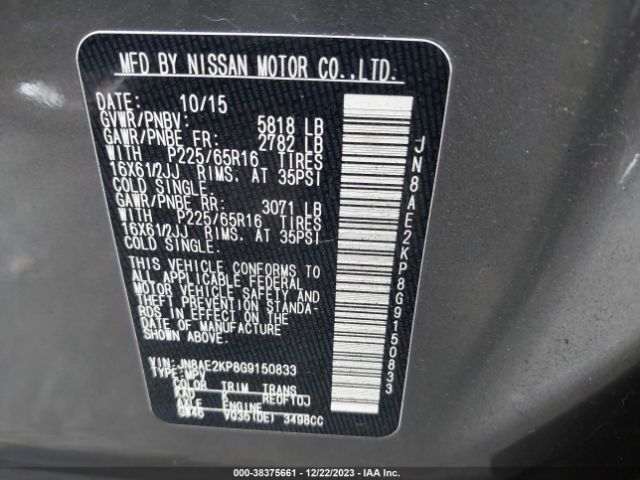 MFD BY NISSAN MOTOR CO.,LTD.
DATE: 10/15
GVWR/PNBV: 5818 LB
GAWR/PNBE FR: 2782 LB
WITH P225/65R16 TIRES
16X61/2JJ RIMS. AT 35PSI
COLD SINGLE.
GAWR/PNBE RR: 3071 LB
WITH P225/65R16 TIRES
16X61/2JJ RIMS. AT 35PSI
COLD SINGLE.
THIS VEHICLE CONFORMS TO
ALL APPLICABLE FEDERAL
MOTOR VEHICLE SAFETY AND
THEFT PREVENTION STANDA-
RDS IN EFFECT ON THE
DATE OF MANUFACTURE
SHOWN ABOVE.
VIN: JN8AE2KP8G9150833
TYPE: MPV
COLOR TRIM TRANS
KAD K RE0F10J
AXLE ENGINE
GW46 VQ35(DE) 3498CC
JN8AE2KP8G9150833
000-38375661 - 12/22/2023 - IAA Inc.